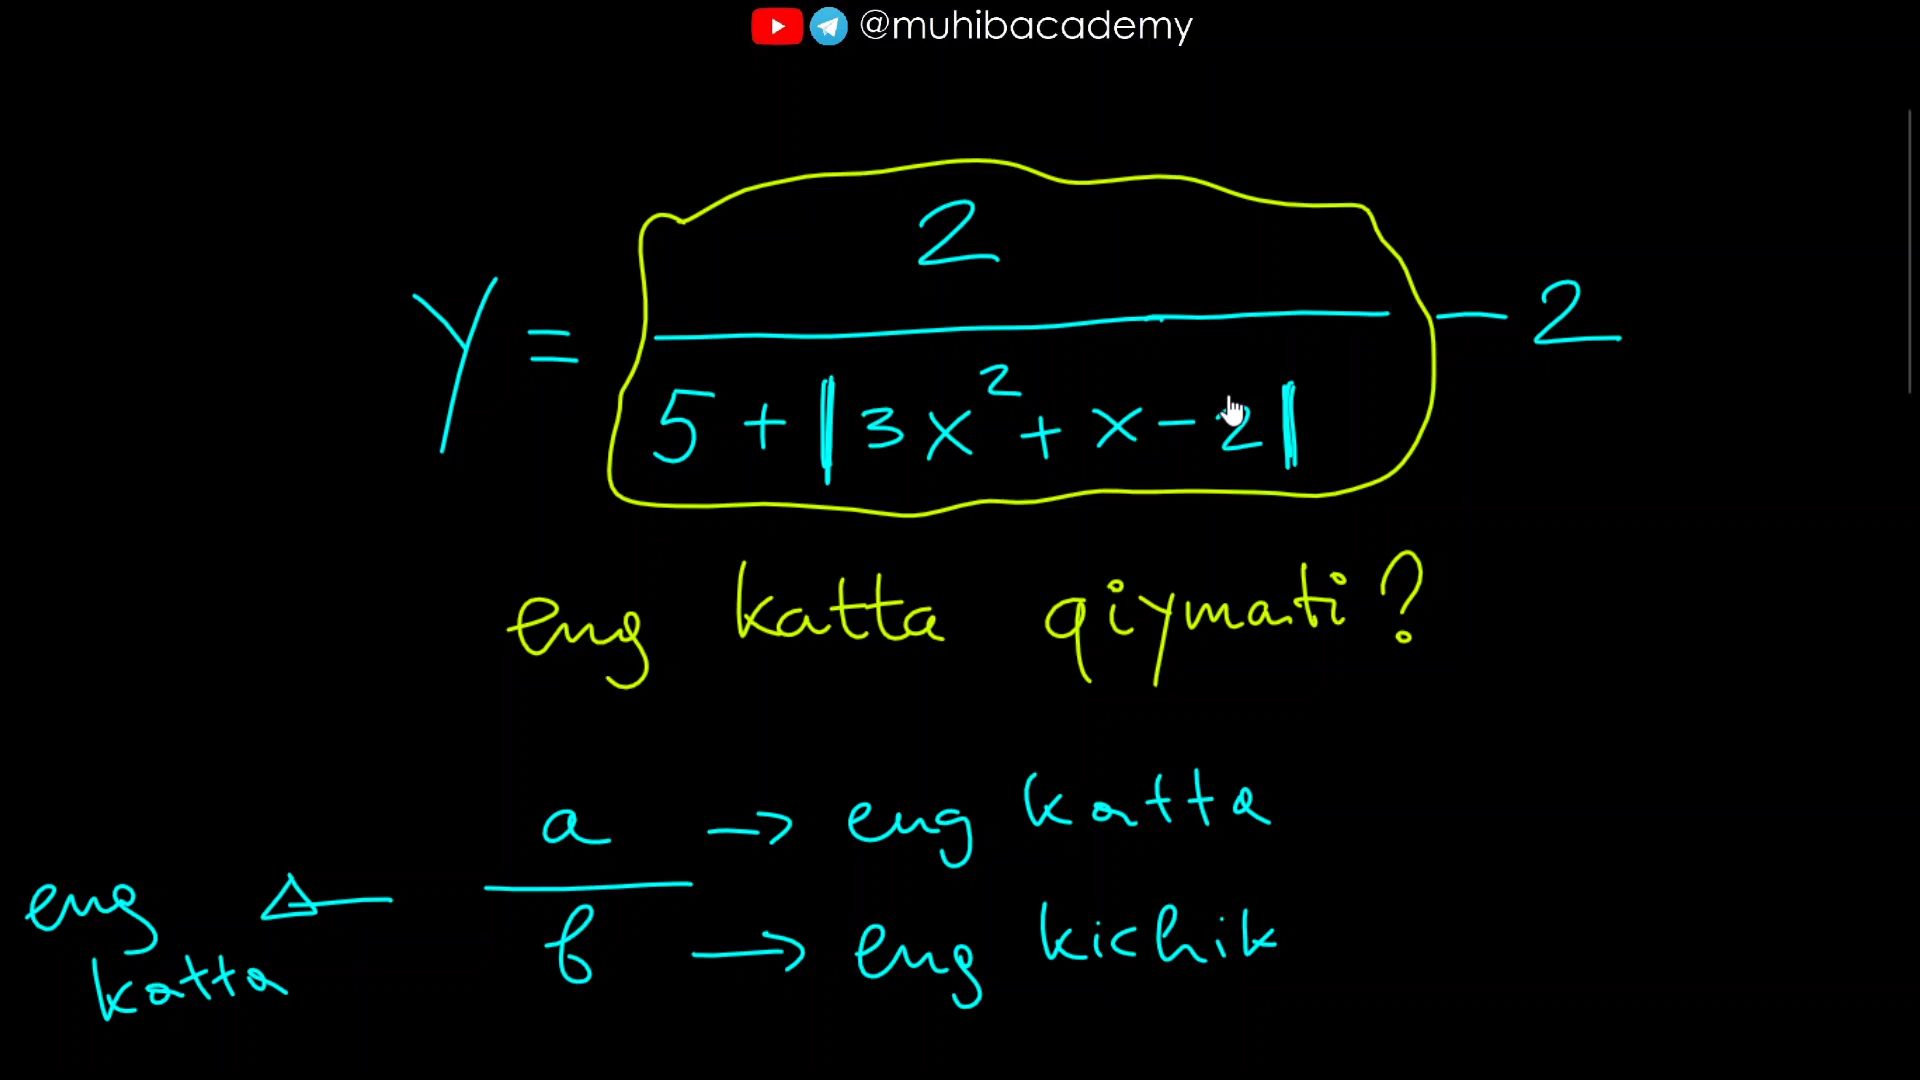 @muhibacademy
y = 2 / (5 + |3x² + x - 2|) - 2
eng katta qiymati?
a → eng katta
eng katta ← a / b
b → eng kichik